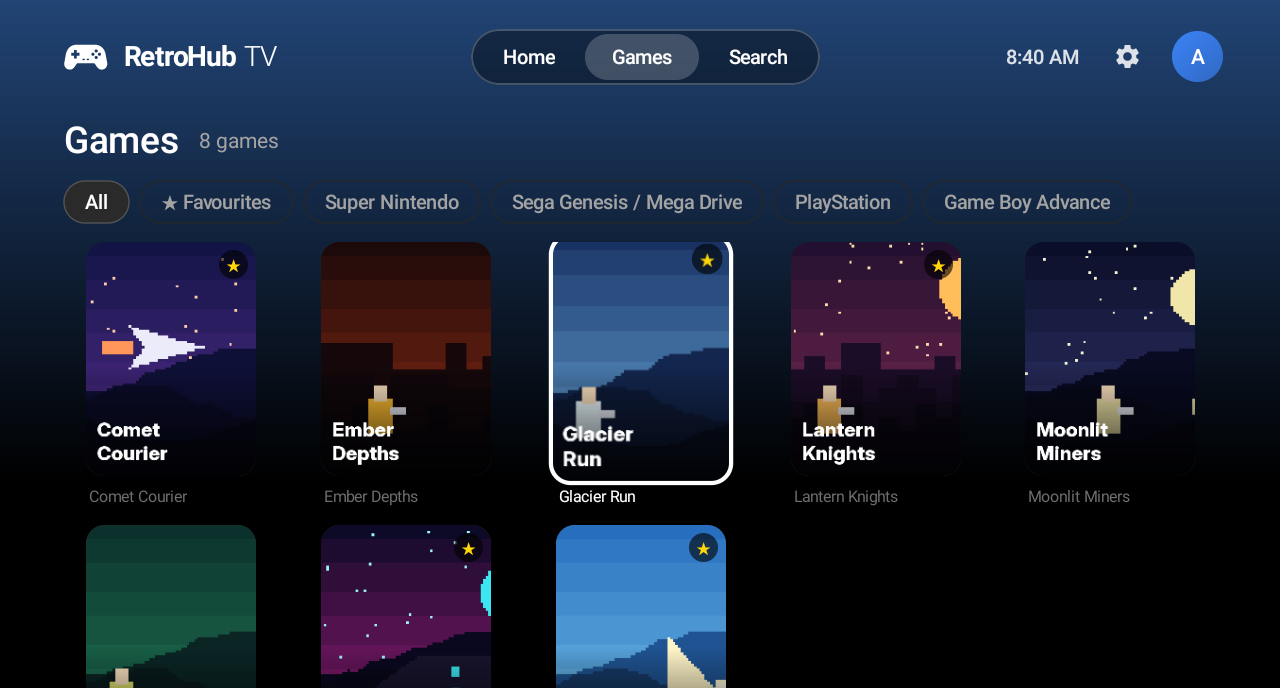 RetroHub TV
Home
Games
Search
8:40 AM
A
Games
8 games
All
★ Favourites
Super Nintendo
Sega Genesis / Mega Drive
PlayStation
Game Boy Advance
Comet
Courier
Ember
Depths
Glacier
Run
Lantern
Knights
Moonlit
Miners
Comet Courier
Ember Depths
Glacier Run
Lantern Knights
Moonlit Miners